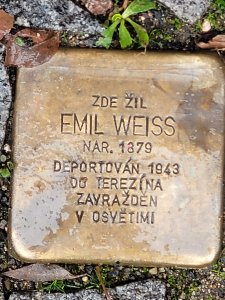 ZDE ŽIL
EMIL WEISS
NAR. 1879
DEPORTOVÁN 1943
DO TEREZÍNA
ZAVRAŽDĚN
V OSVĚTIMI